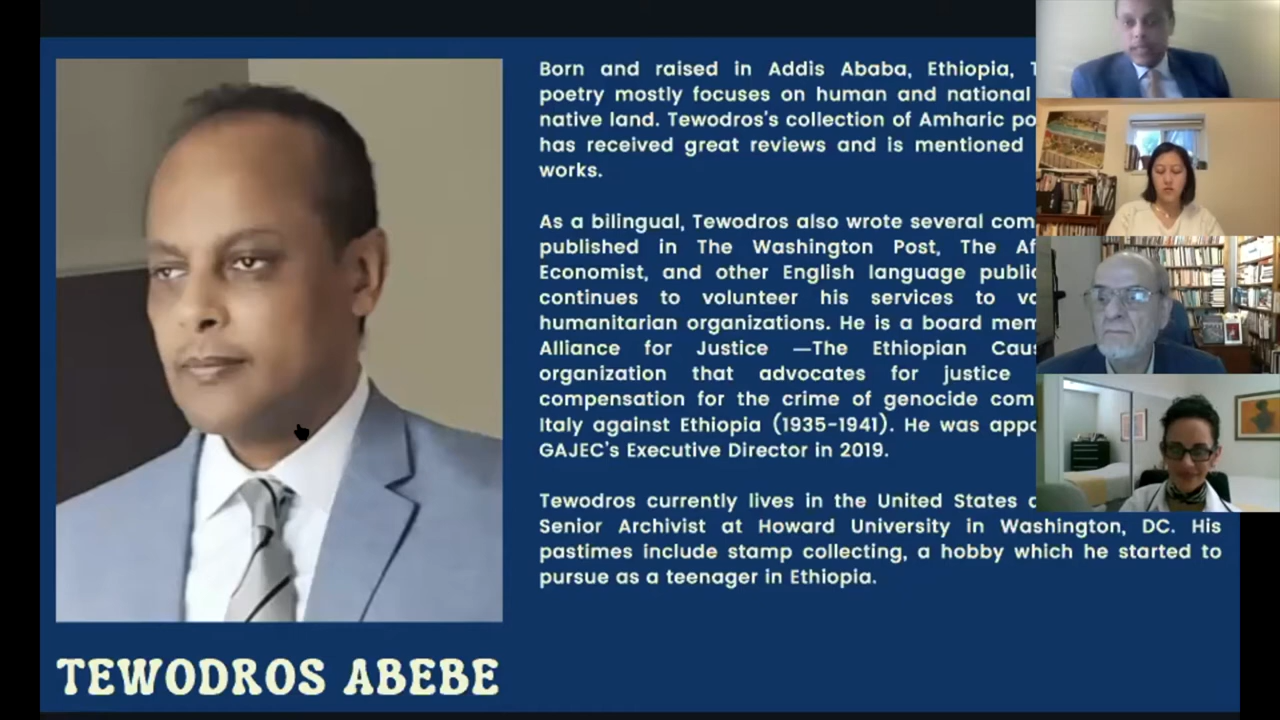 Born and raised in Addis Ababa, Ethiopia,
poetry mostly focuses on human and national
native land. Tewodros's collection of Amharic
has received great reviews and is mentioned
works.
As a bilingual, Tewodros also wrote several
published in The Washington Post, The
Economist, and other English language
continues to volunteer his services to
humanitarian organizations. He is a board
Alliance for Justice —The Ethiopian
organization that advocates for justice
compensation for the crime of genocide
Italy against Ethiopia (1935-1941). He was
GAJEC's Executive Director in 2019.
Tewodros currently lives in the United States
Senior Archivist at Howard University in Washington, DC. His
pastimes include stamp collecting, a hobby which he started to
pursue as a teenager in Ethiopia.
TEWODROS ABEBE